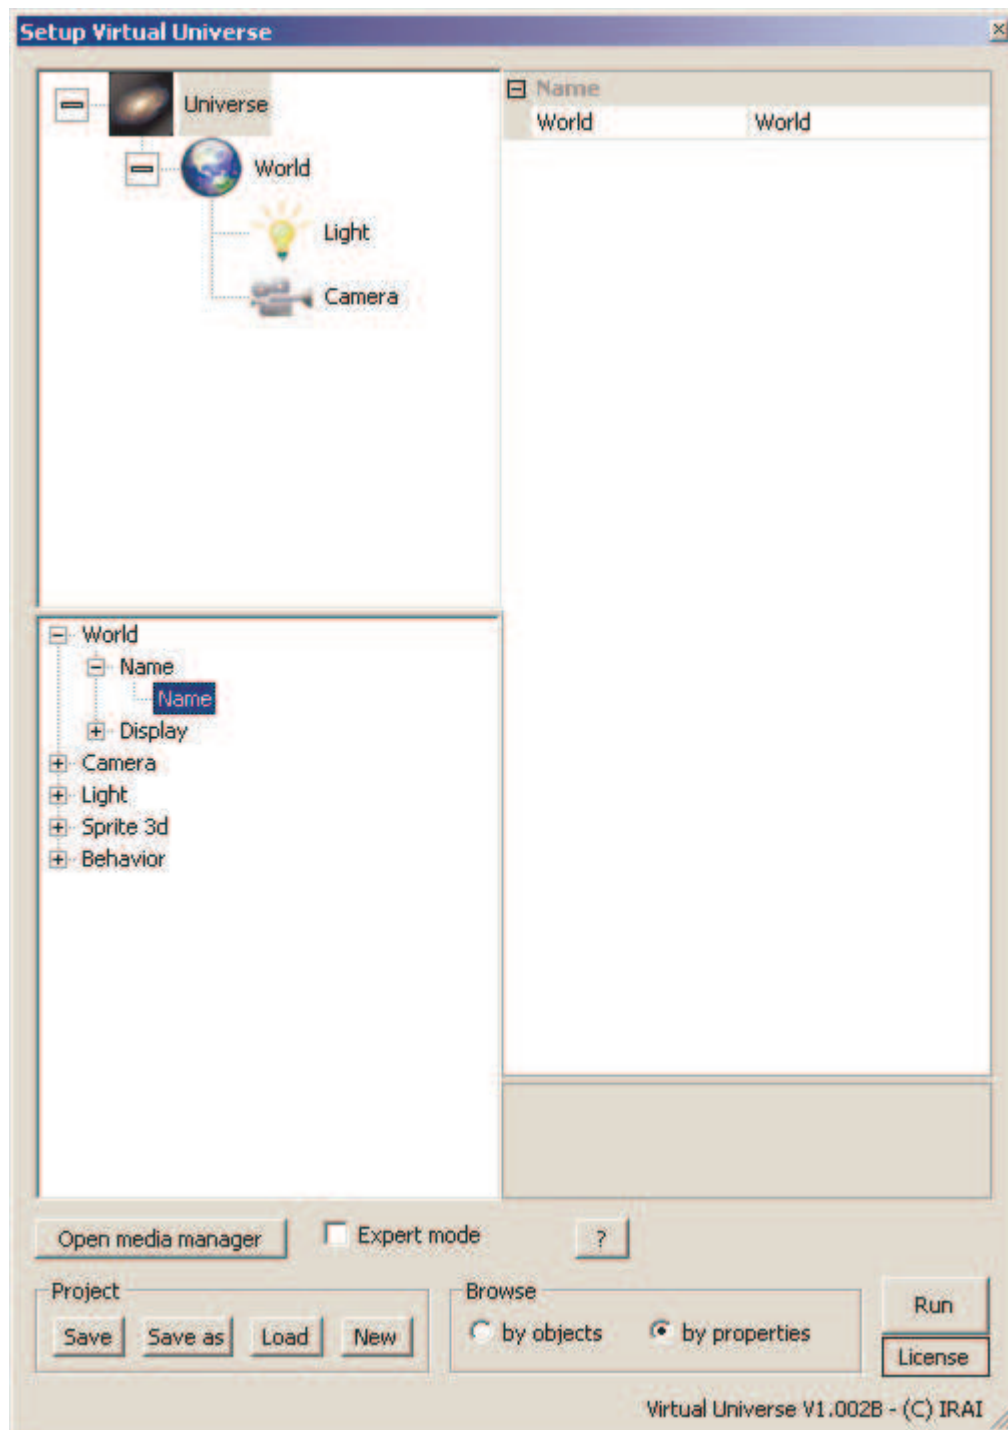 Setup Virtual Universe
Universe
World
Light
Camera
Name
World World
World
Name
Name
Display
Camera
Light
Sprite 3d
Behavior
Open media manager
Expert mode
?
Project
Save
Save as
Load
New
Browse
by objects
by properties
Run
License
Virtual Universe V1.002B - (C) IRAI